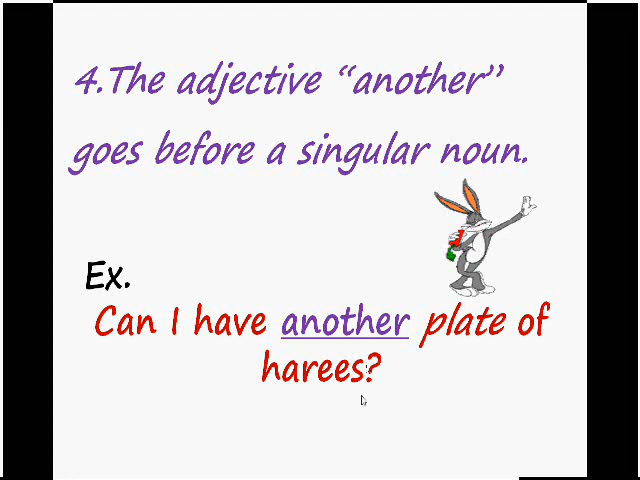 4.The adjective “another”
goes before a singular noun.
Ex.
Can I have another plate of
harees?